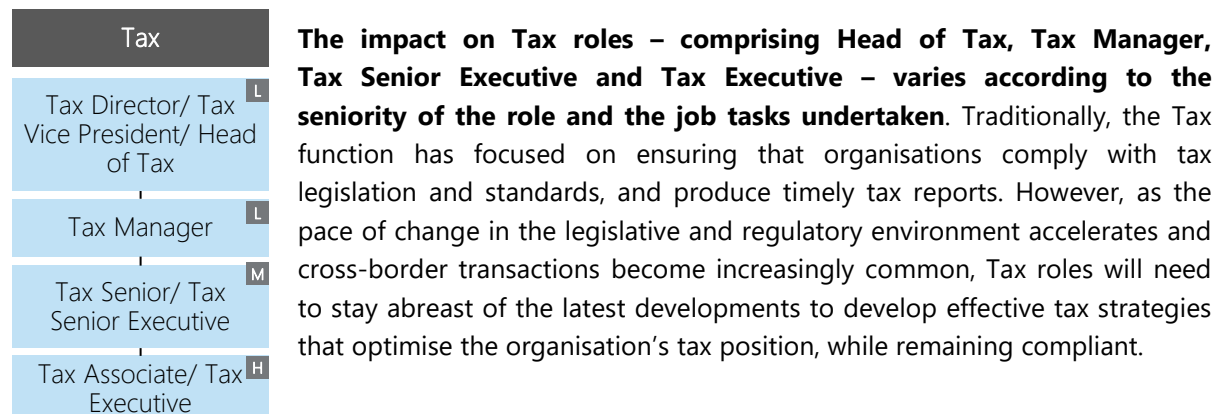 Tax
Tax Director/ Tax
Vice President/ Head
of Tax
L
Tax Manager
L
Tax Senior/ Tax
Senior Executive
M
Tax Associate/ Tax
Executive
H
The impact on Tax roles – comprising Head of Tax, Tax Manager,
Tax Senior Executive and Tax Executive – varies according to the
seniority of the role and the job tasks undertaken. Traditionally, the Tax
function has focused on ensuring that organisations comply with tax
legislation and standards, and produce timely tax reports. However, as the
pace of change in the legislative and regulatory environment accelerates and
cross-border transactions become increasingly common, Tax roles will need
to stay abreast of the latest developments to develop effective tax strategies
that optimise the organisation’s tax position, while remaining compliant.